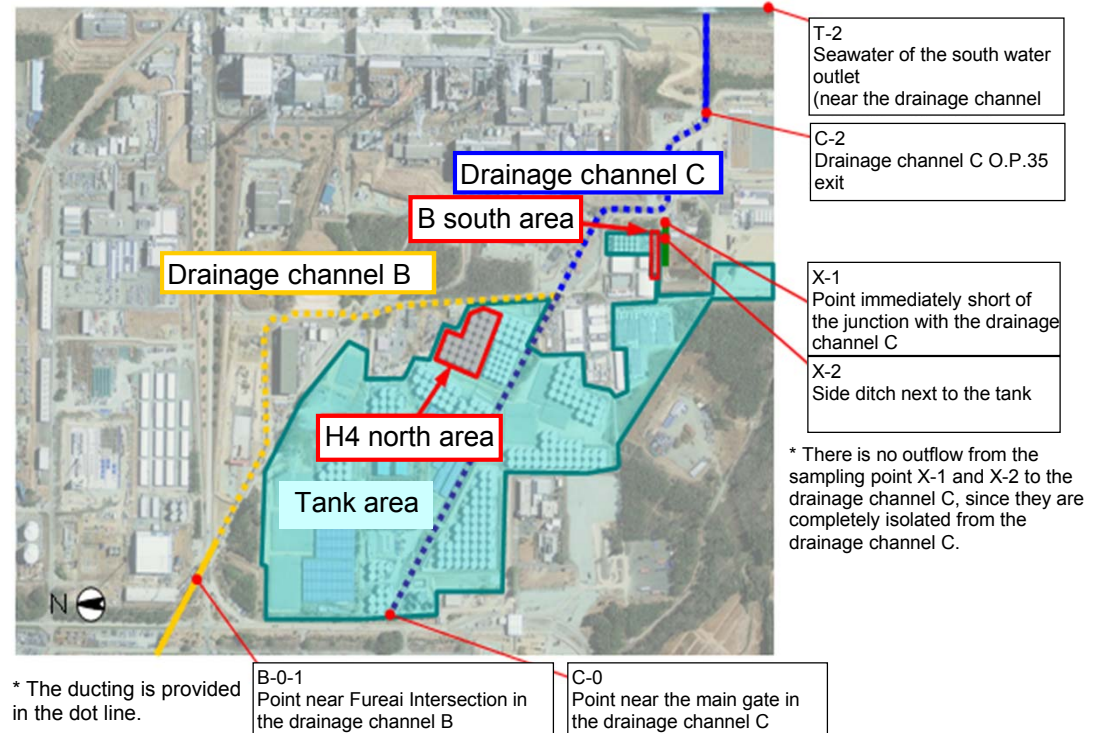 T-2
Seawater of the south water
outlet
(near the drainage channel
C-2
Drainage channel C O.P.35
exit
Drainage channel C
B south area
Drainage channel B
X-1
Point immediately short of
the junction with the drainage
channel C
X-2
Side ditch next to the tank
H4 north area
* There is no outflow from the
sampling point X-1 and X-2 to the
drainage channel C, since they are
completely isolated from the
drainage channel C.
Tank area
N
* The ducting is provided
in the dot line.
B-0-1
Point near Fureai Intersection in
the drainage channel B
C-0
Point near the main gate in
the drainage channel C